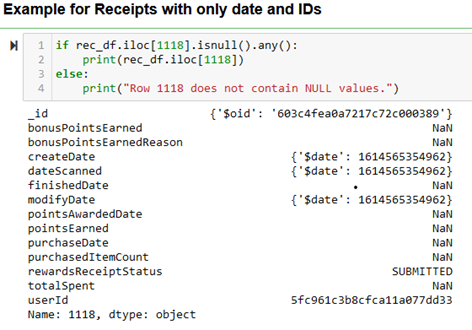 Example for Receipts with only date and IDs
1 if rec_df.iloc[1118].isnull().any():
2     print(rec_df.iloc[1118])
3 else:
4     print("Row 1118 does not contain NULL values.")
_id {'$oid': '603c4fea0a7217c72c000389'}
bonusPointsEarned NaN
bonusPointsEarnedReason NaN
createDate {'$date': 1614565354962}
dateScanned {'$date': 1614565354962}
finishedDate NaN
modifyDate {'$date': 1614565354962}
pointsAwardedDate NaN
pointsEarned NaN
purchaseDate NaN
purchasedItemCount NaN
rewardsReceiptStatus SUBMITTED
totalSpent NaN
userId 5fc961c3b8cfca11a077dd33
Name: 1118, dtype: object